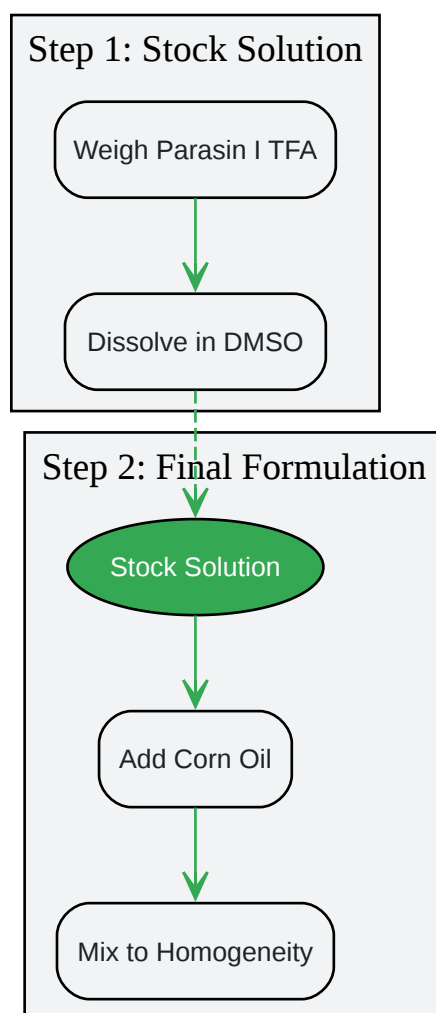 Step 1: Stock Solution
Weigh Parasin I TFA
Dissolve in DMSO
Step 2: Final Formulation
Stock Solution
Add Corn Oil
Mix to Homogeneity